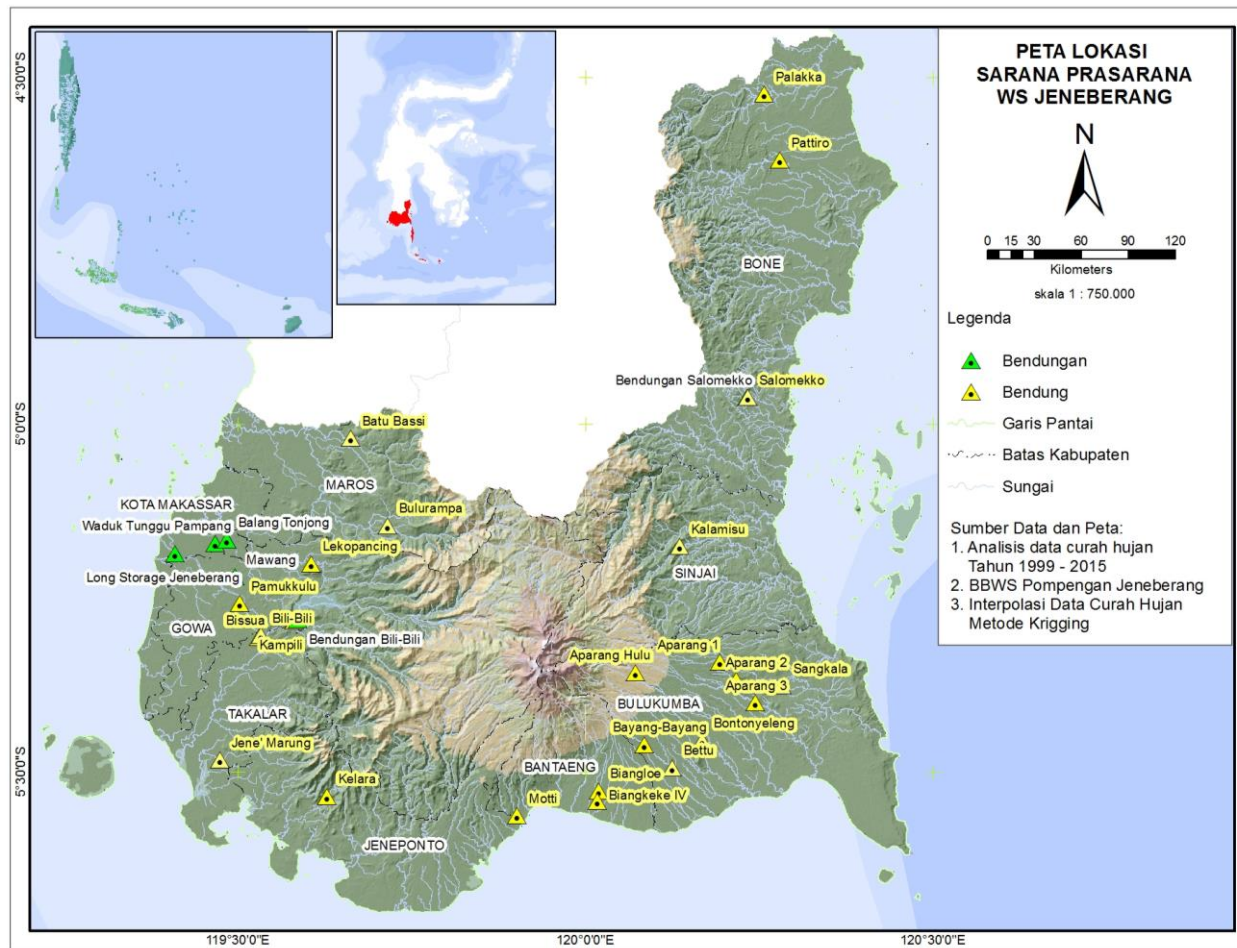 PETA LOKASI
SARANA PRASARANA
WS JENEBERANG
N
0 15 30 60 90 120
Kilometers
skala 1 : 750.000
Legenda
Bendungan
Bendung
Garis Pantai
Batas Kabupaten
Sungai
Sumber Data dan Peta:
1. Analisis data curah hujan
Tahun 1999 - 2015
2. BBWS Pompengan Jeneberang
3. Interpolasi Data Curah Hujan
Metode Krigging
4°30'0"S
5°0'0"S
5°30'0"S
119°30'0"E
120°0'0"E
120°30'0"E
Palakka
Pattiro
BONE
Bendungan Salomekko
Salomekko
Batu Bassi
MAROS
KOTA MAKASSAR
Bulurampa
Waduk Tunggu Pampang
Balang Tonjong
Lekopancing
Kalamisu
Mawang
SINJAI
Long Storage Jeneberang
Pamukkulu
Bissua
Bili-Bili
GOWA
Kampili
Bendungan Bili-Bili
Aparang 1
Aparang Hulu
Aparang 2
Sangkala
Aparang 3
BULUKUMBA
TAKALAR
Bayang-Bayang
Bontonyeleng
Jene' Marung
Bettu
BANTAENG
Biangloe
Kelara
Motti
Biangkeke IV
JENEPONTO